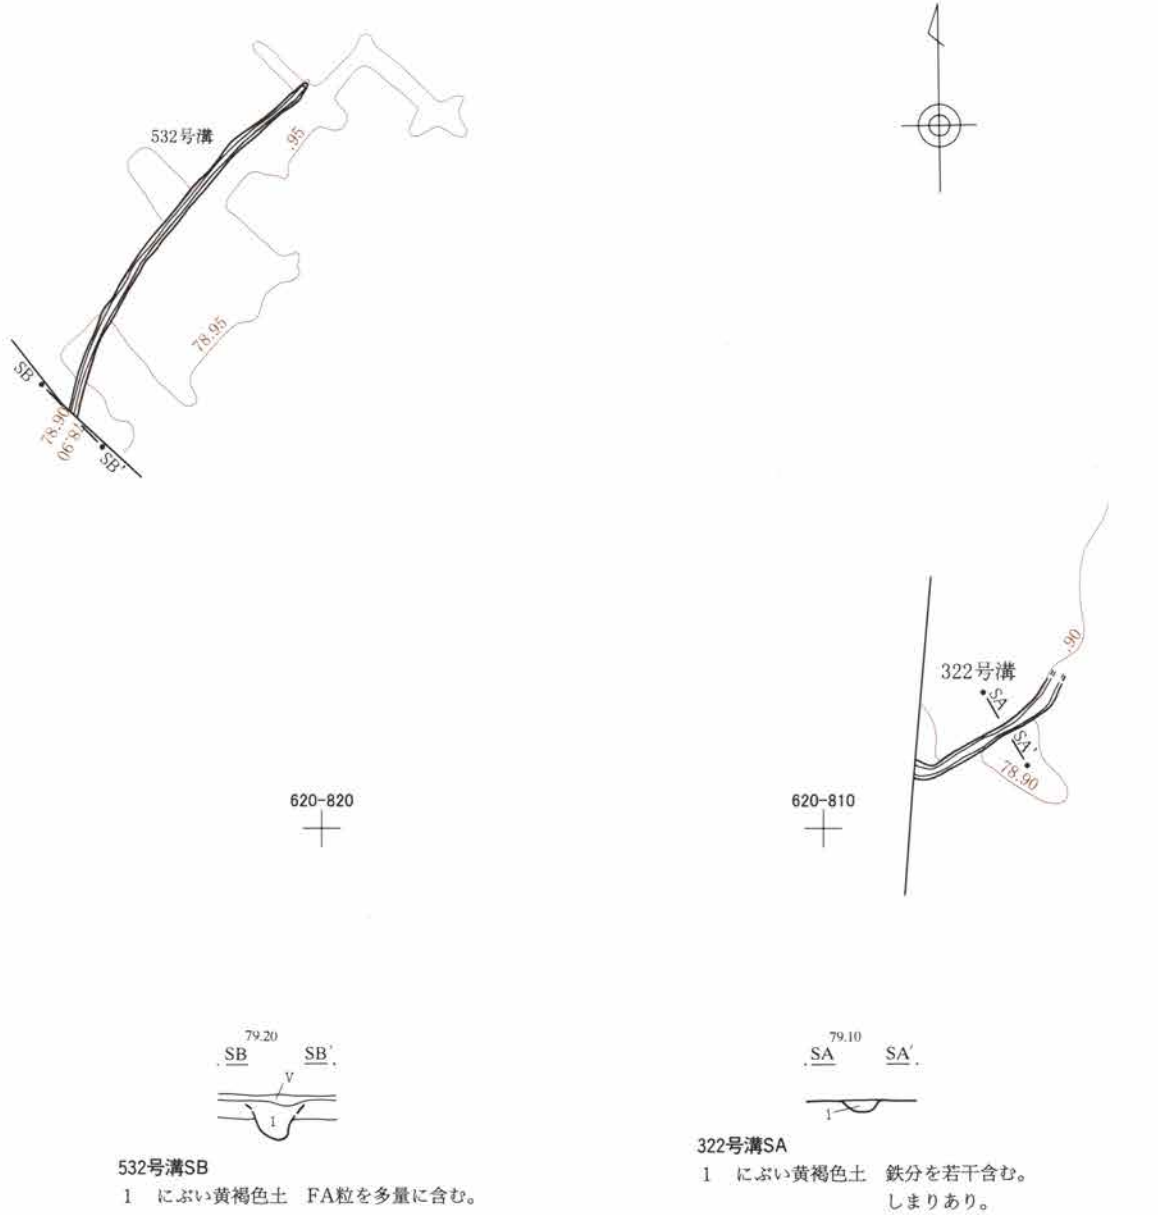 532号溝
.95
78.95
SB
78.90
78.90
SB'
.90
322号溝
SA
SA'
78.90
620-820
620-810
79.20
SB SB'
V
1
532号溝SB
1 にぶい黄褐色土 FA粒を多量に含む。
79.10
SA SA'
1
322号溝SA
1 にぶい黄褐色土 鉄分を若干含む。
しまりあり。